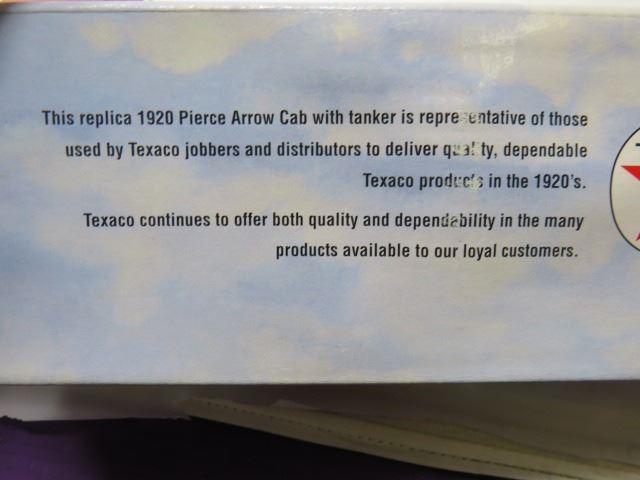 This replica 1920 Pierce Arrow Cab with tanker is representative of those
used by Texaco jobbers and distributors to deliver quality, dependable
Texaco products in the 1920's.
Texaco continues to offer both quality and dependability in the many
products available to our loyal customers.